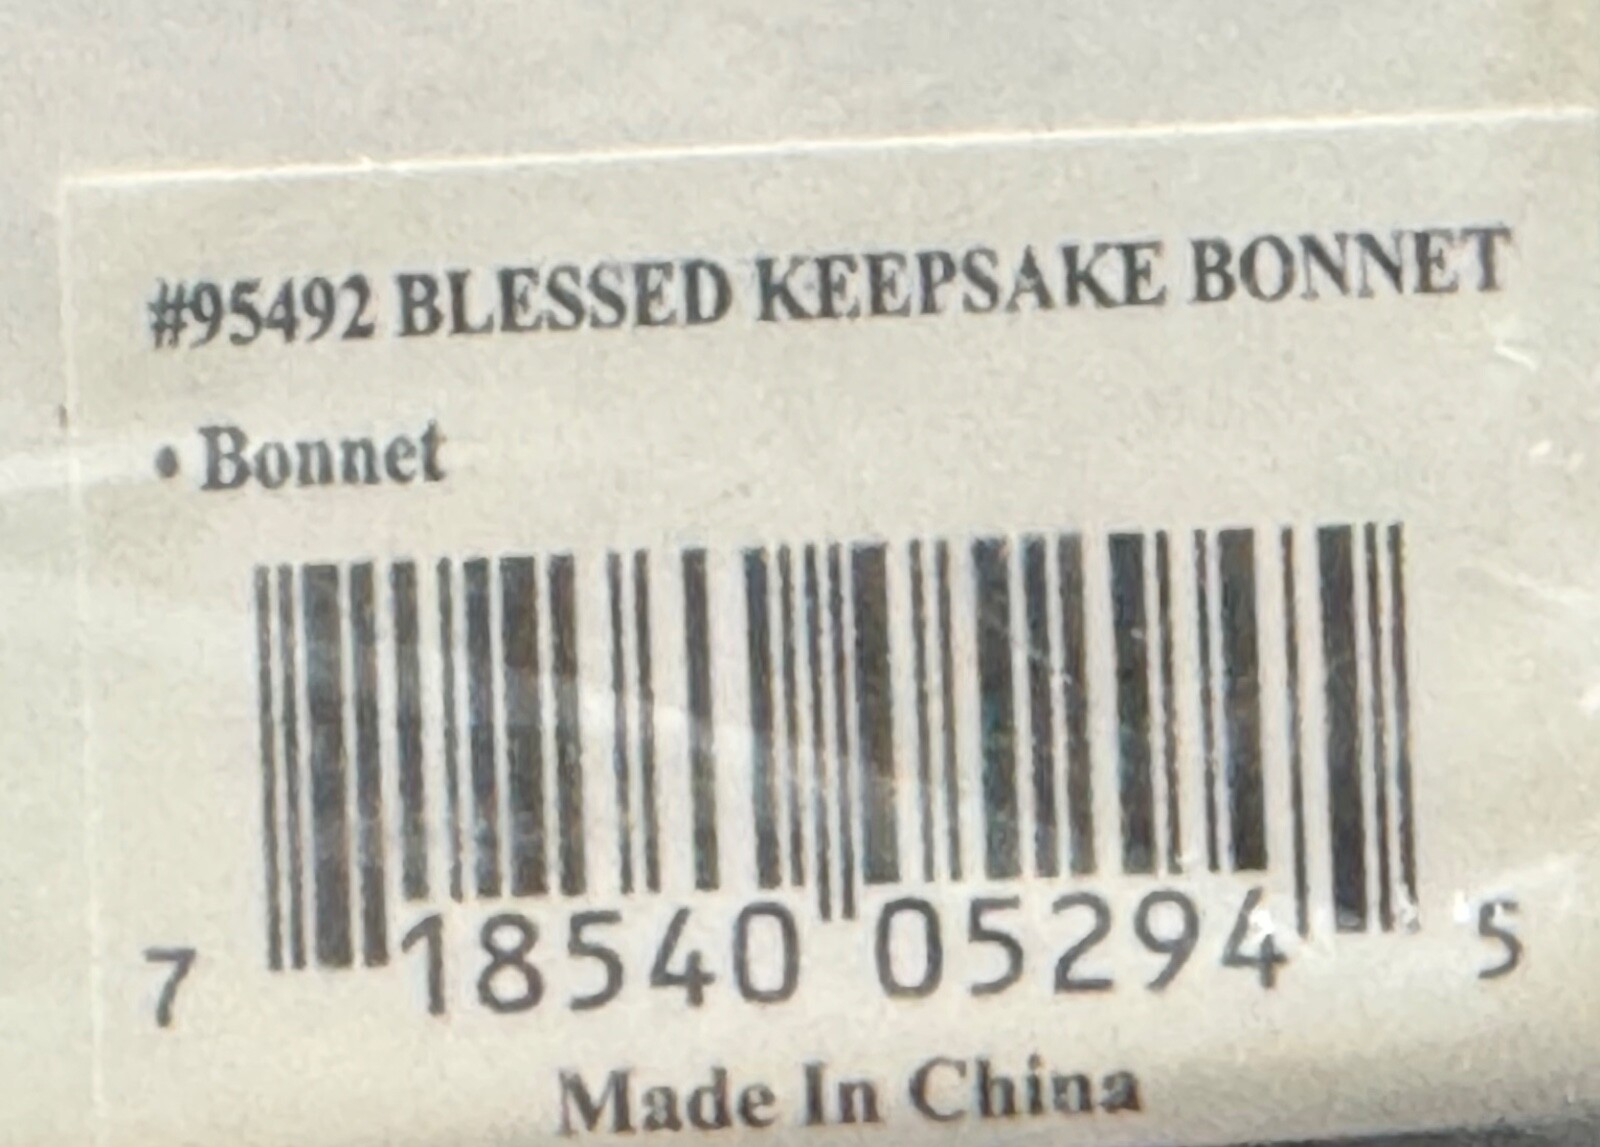 #95492 BLESSED KEEPSAKE BONNET
• Bonnet
7 18540 05294 5
Made In China